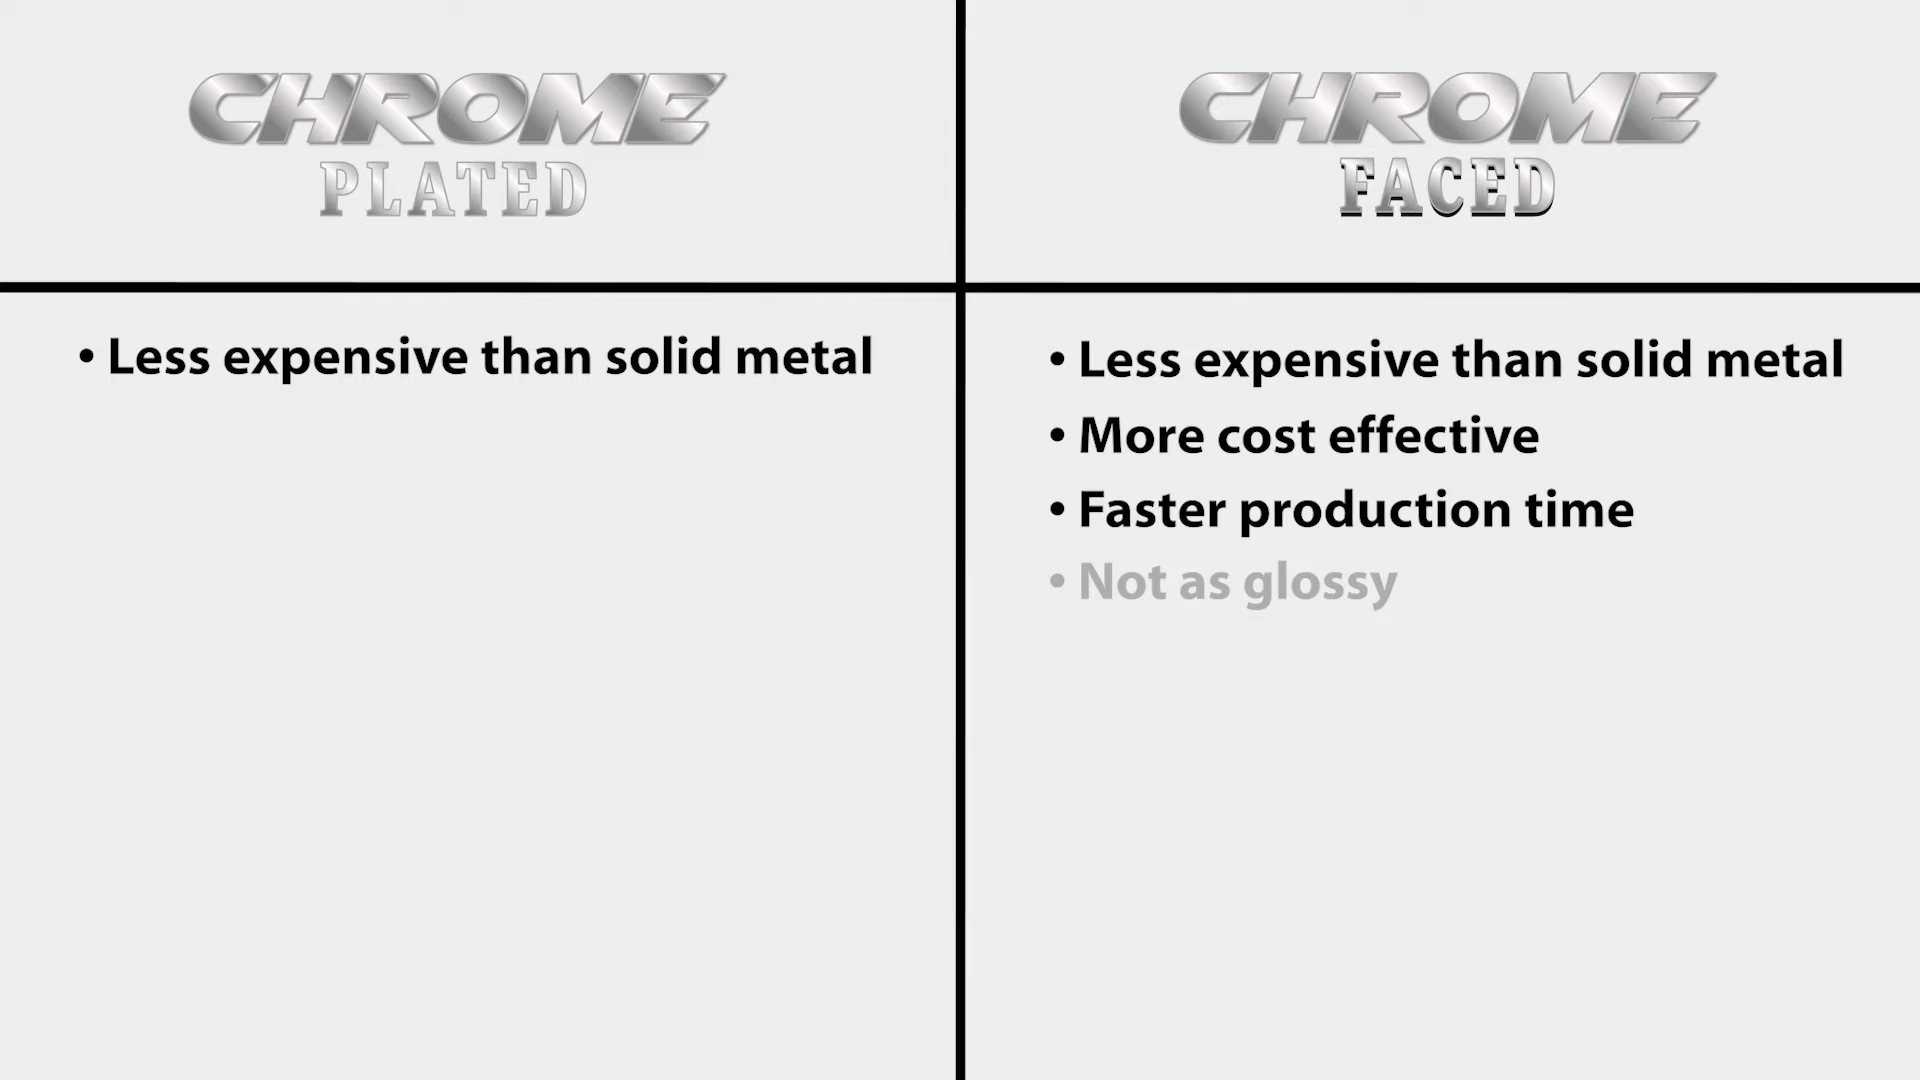 CHROME
PLATED
• Less expensive than solid metal
CHROME
FACED
• Less expensive than solid metal
• More cost effective
• Faster production time
• Not as glossy